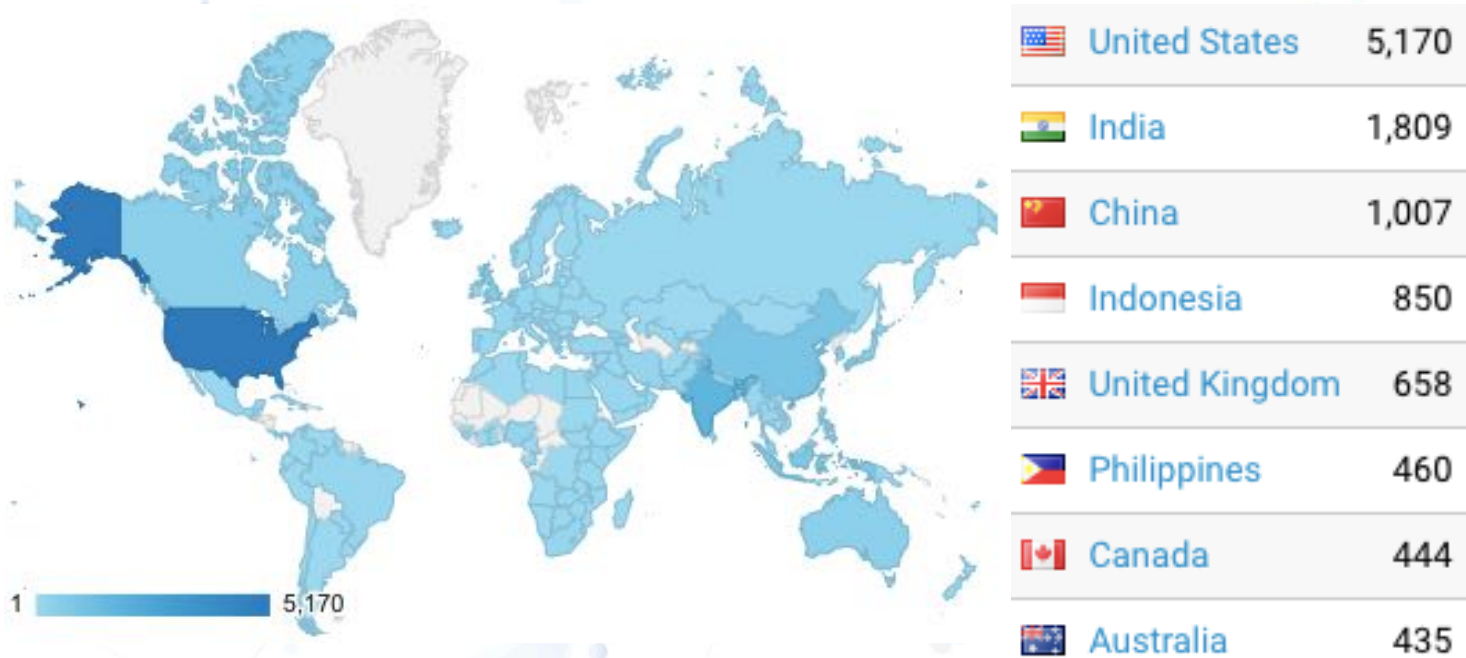 1 5,170
United States 5,170
India 1,809
China 1,007
Indonesia 850
United Kingdom 658
Philippines 460
Canada 444
Australia 435